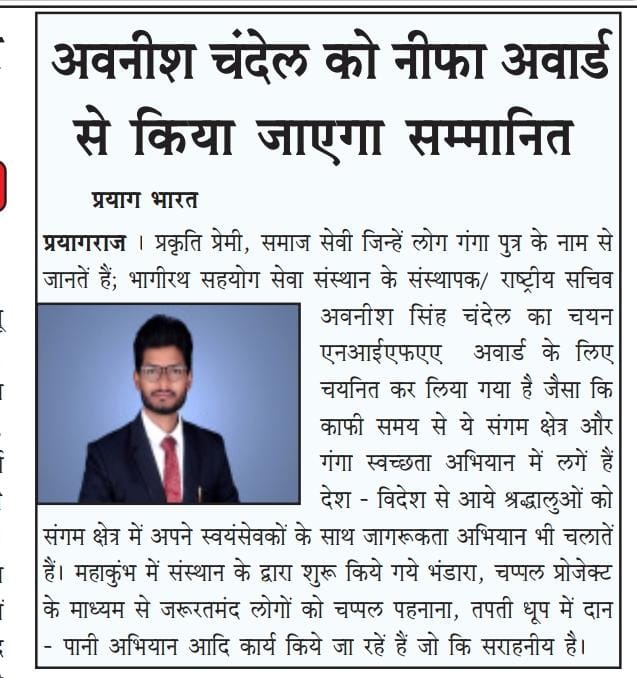 अवनीश चंदेल को नीफा अवार्ड
से किया जाएगा सम्मानित
प्रयाग भारत
प्रयागराज । प्रकृति प्रेमी, समाज सेवी जिन्हें लोग गंगा पुत्र के नाम से
जानतें हैं; भागीरथ सहयोग सेवा संस्थान के संस्थापक/ राष्ट्रीय सचिव
अवनीश सिंह चंदेल का चयन
एनआईएफएए अवार्ड के लिए
चयनित कर लिया गया है जैसा कि
काफी समय से ये संगम क्षेत्र और
गंगा स्वच्छता अभियान में लगें हैं
देश - विदेश से आये श्रद्धालुओं को
संगम क्षेत्र में अपने स्वयंसेवकों के साथ जागरूकता अभियान भी चलातें
हैं। महाकुंभ में संस्थान के द्वारा शुरू किये गये भंडारा, चप्पल प्रोजेक्ट
के माध्यम से जरूरतमंद लोगों को चप्पल पहनाना, तपती धूप में दान
- पानी अभियान आदि कार्य किये जा रहें हैं जो कि सराहनीय है।